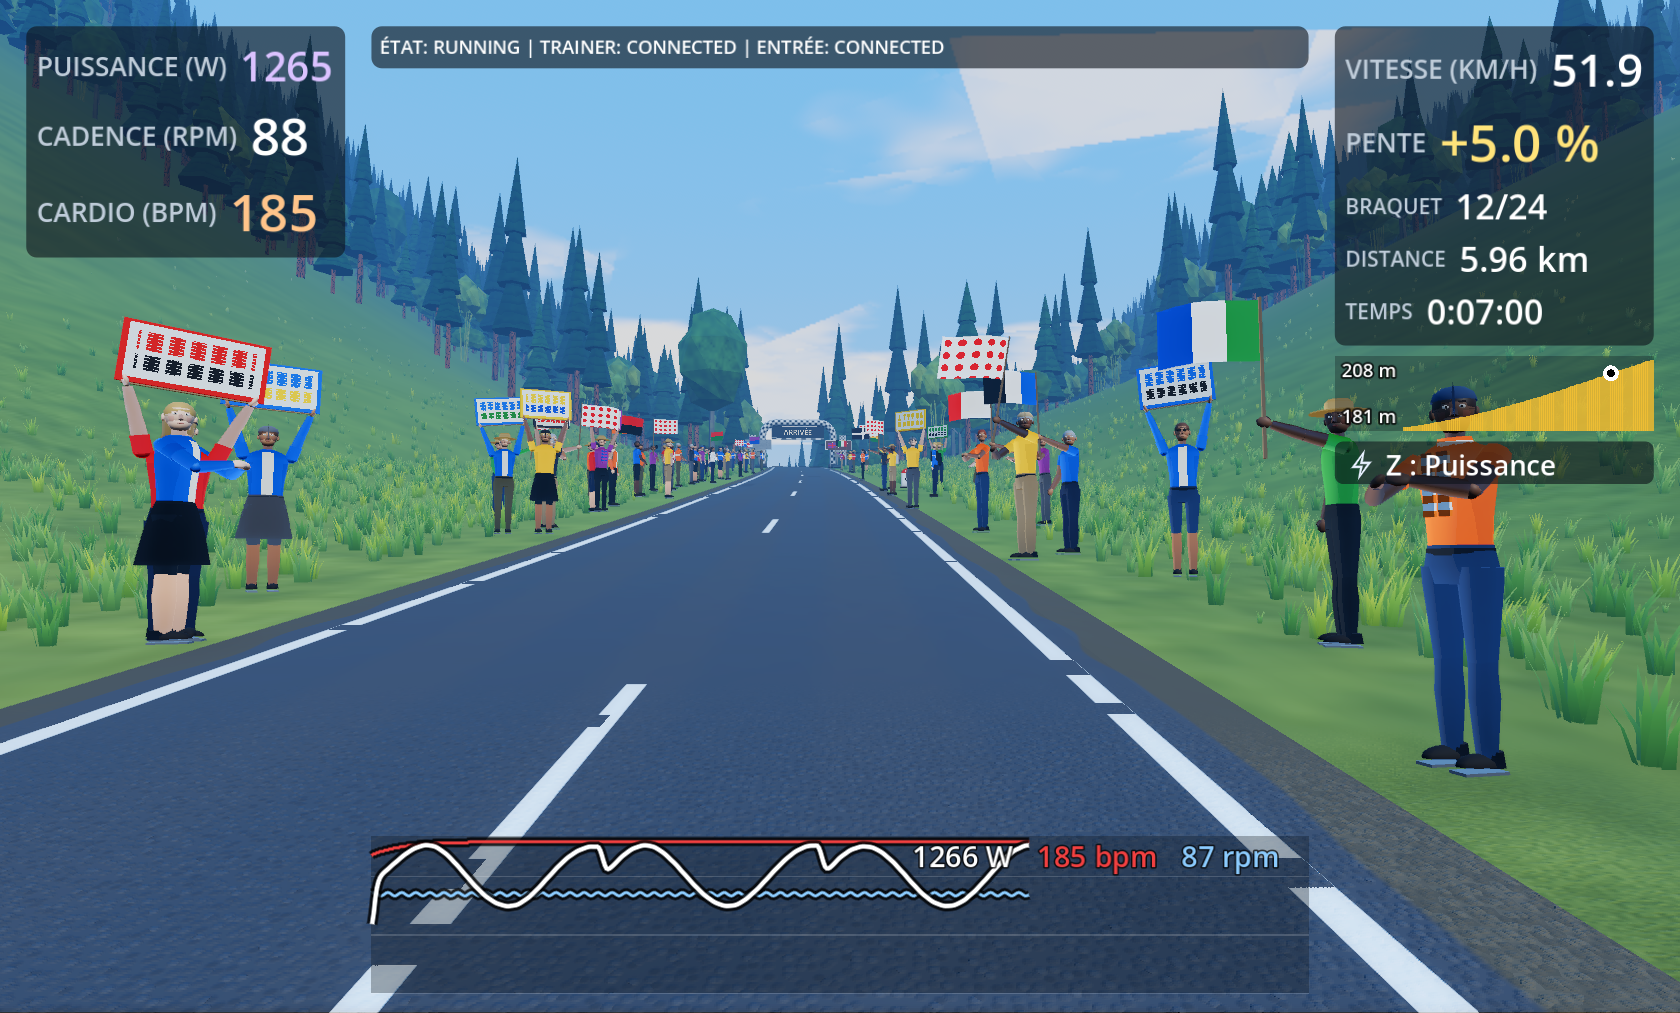 PUISSANCE (W) 1265
CADENCE (RPM) 88
CARDIO (BPM) 185
ÉTAT: RUNNING | TRAINER: CONNECTED | ENTRÉE: CONNECTED
VITESSE (KM/H) 51.9
PENTE +5.0 %
BRAQUET 12/24
DISTANCE 5.96 km
TEMPS 0:07:00
208 m
181 m
Z : Puissance
ARRIVÉE
1266 W 185 bpm 87 rpm